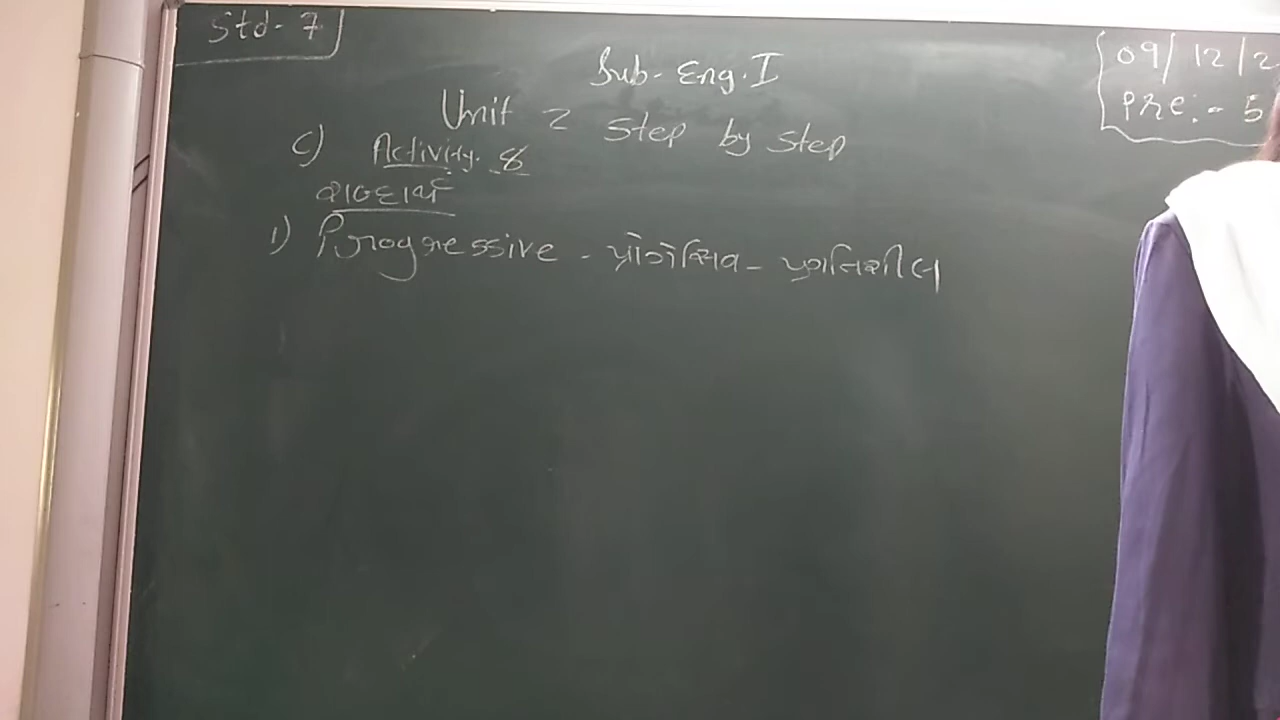 Std- 7
Sub- Eng. I
09/ 12 / 2
Pre:- 5
Unit 2 Step by Step
C) Activity. 8
શબ્દાર્થ
1) Progressive - પ્રોગ્રેસિવ - પ્રગતિશીલ